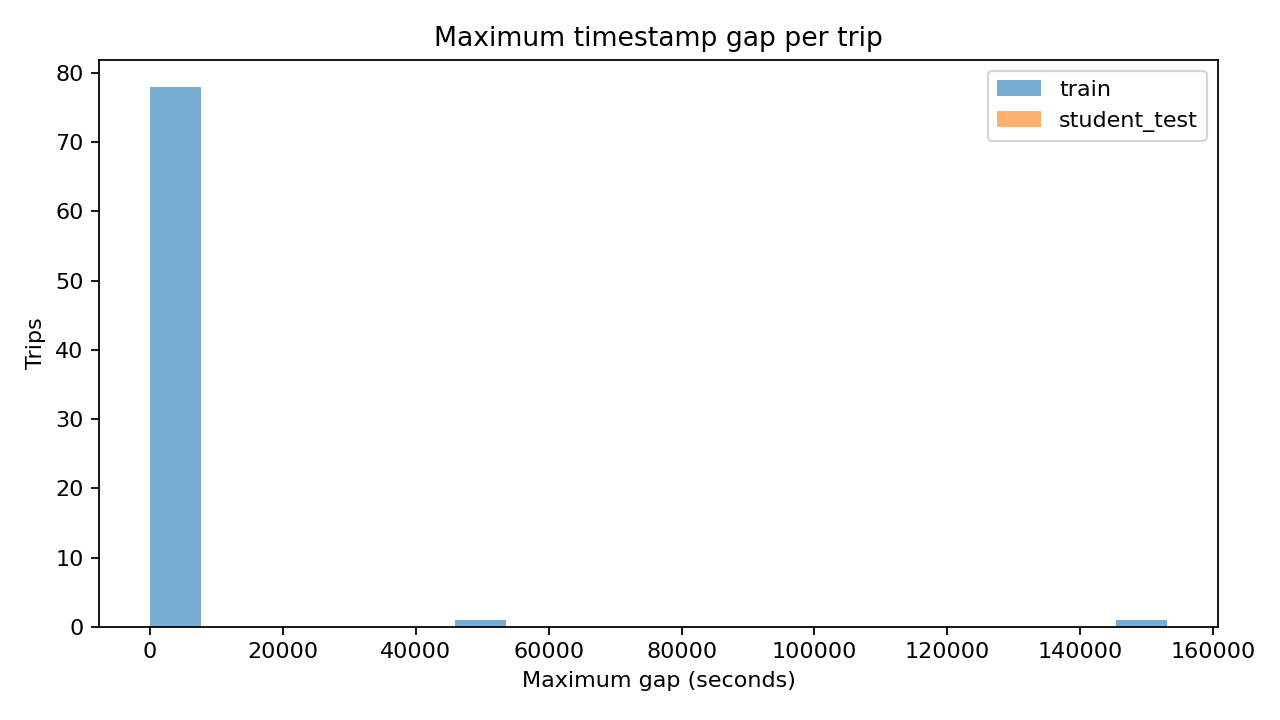 Maximum timestamp gap per trip
train
student_test
80
70
60
50
40
30
20
10
0
Trips
0 20000 40000 60000 80000 100000 120000 140000 160000
Maximum gap (seconds)